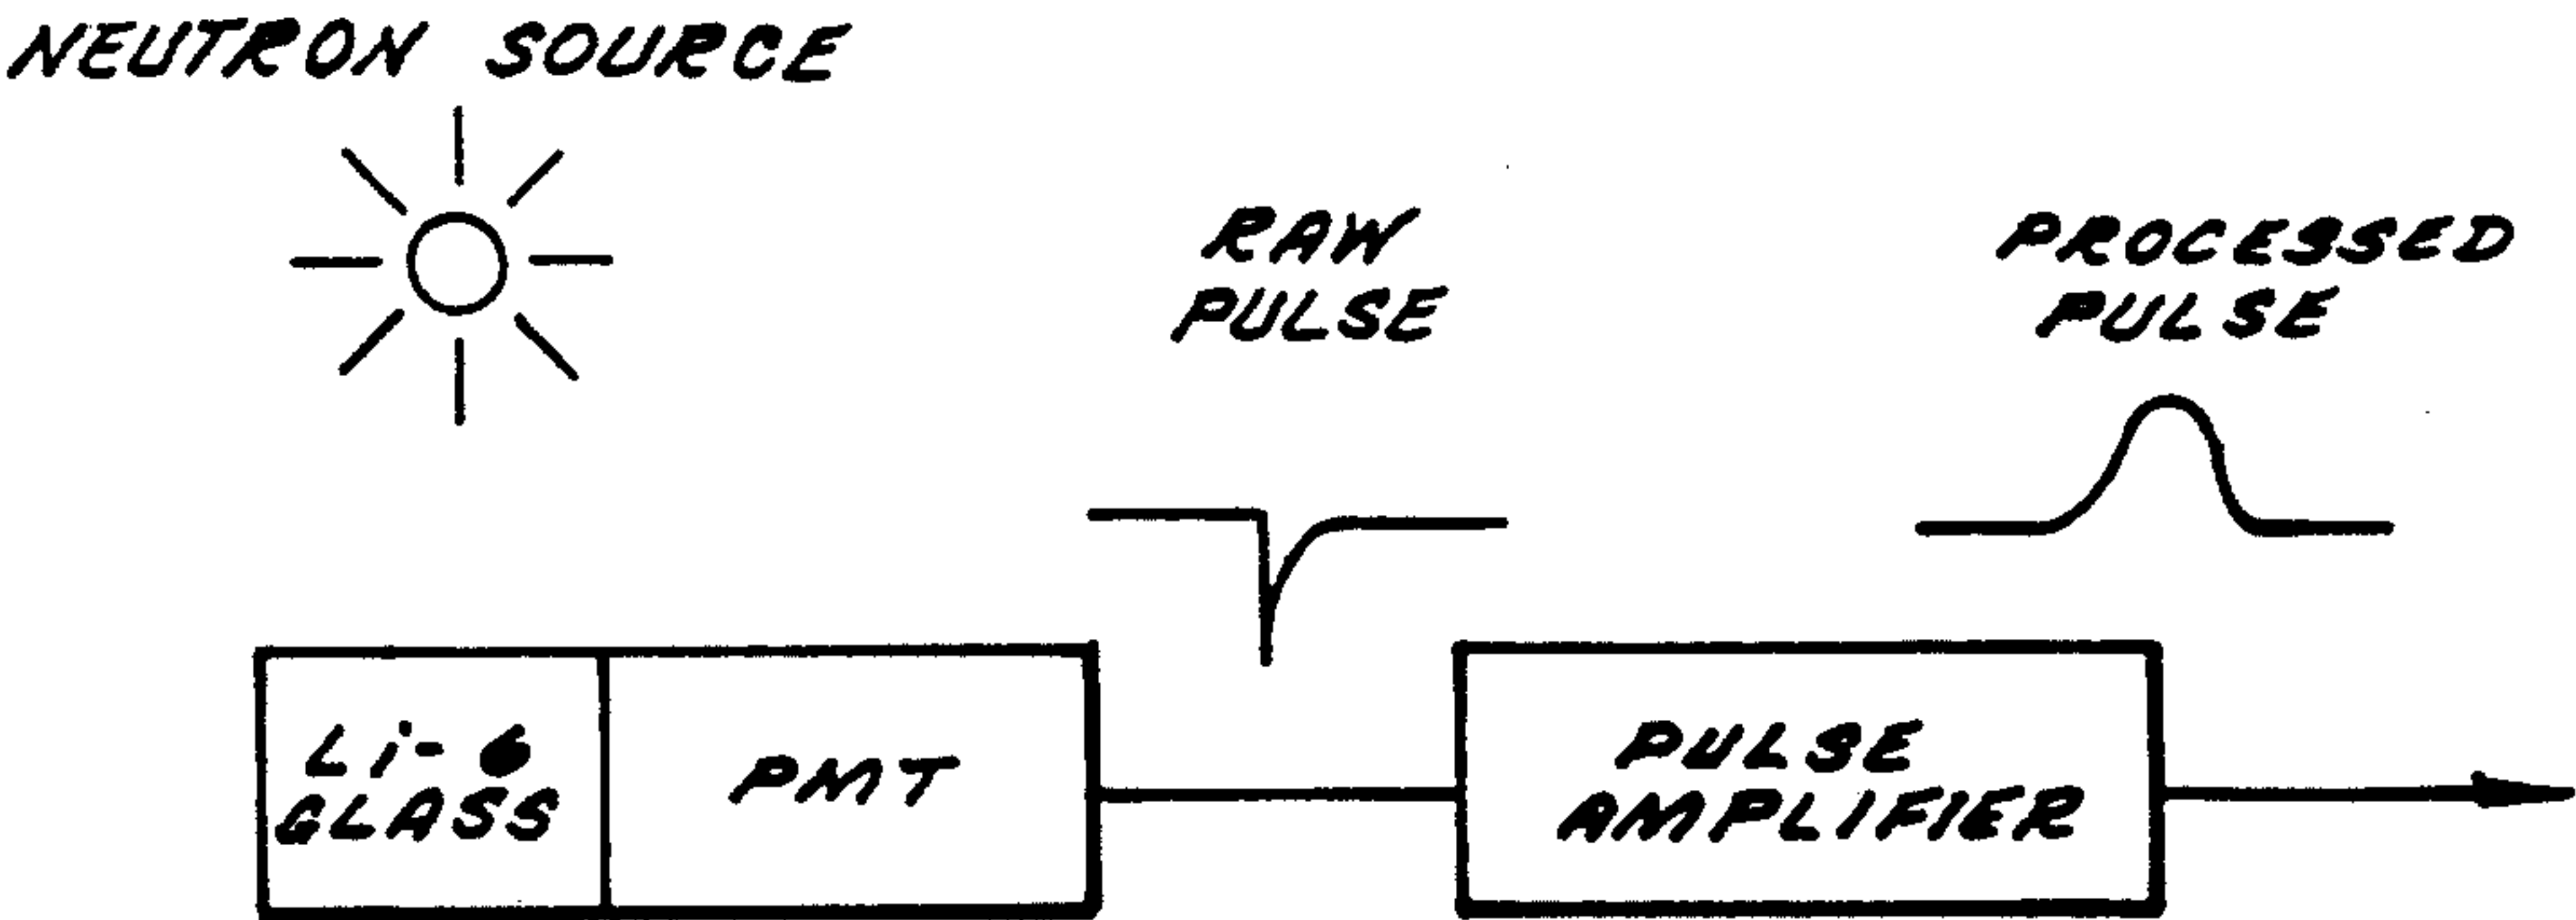 NEUTRON SOURCE
RAW
PULSE
PROCESSED
PULSE
Li-6
GLASS
PMT
PULSE
AMPLIFIER